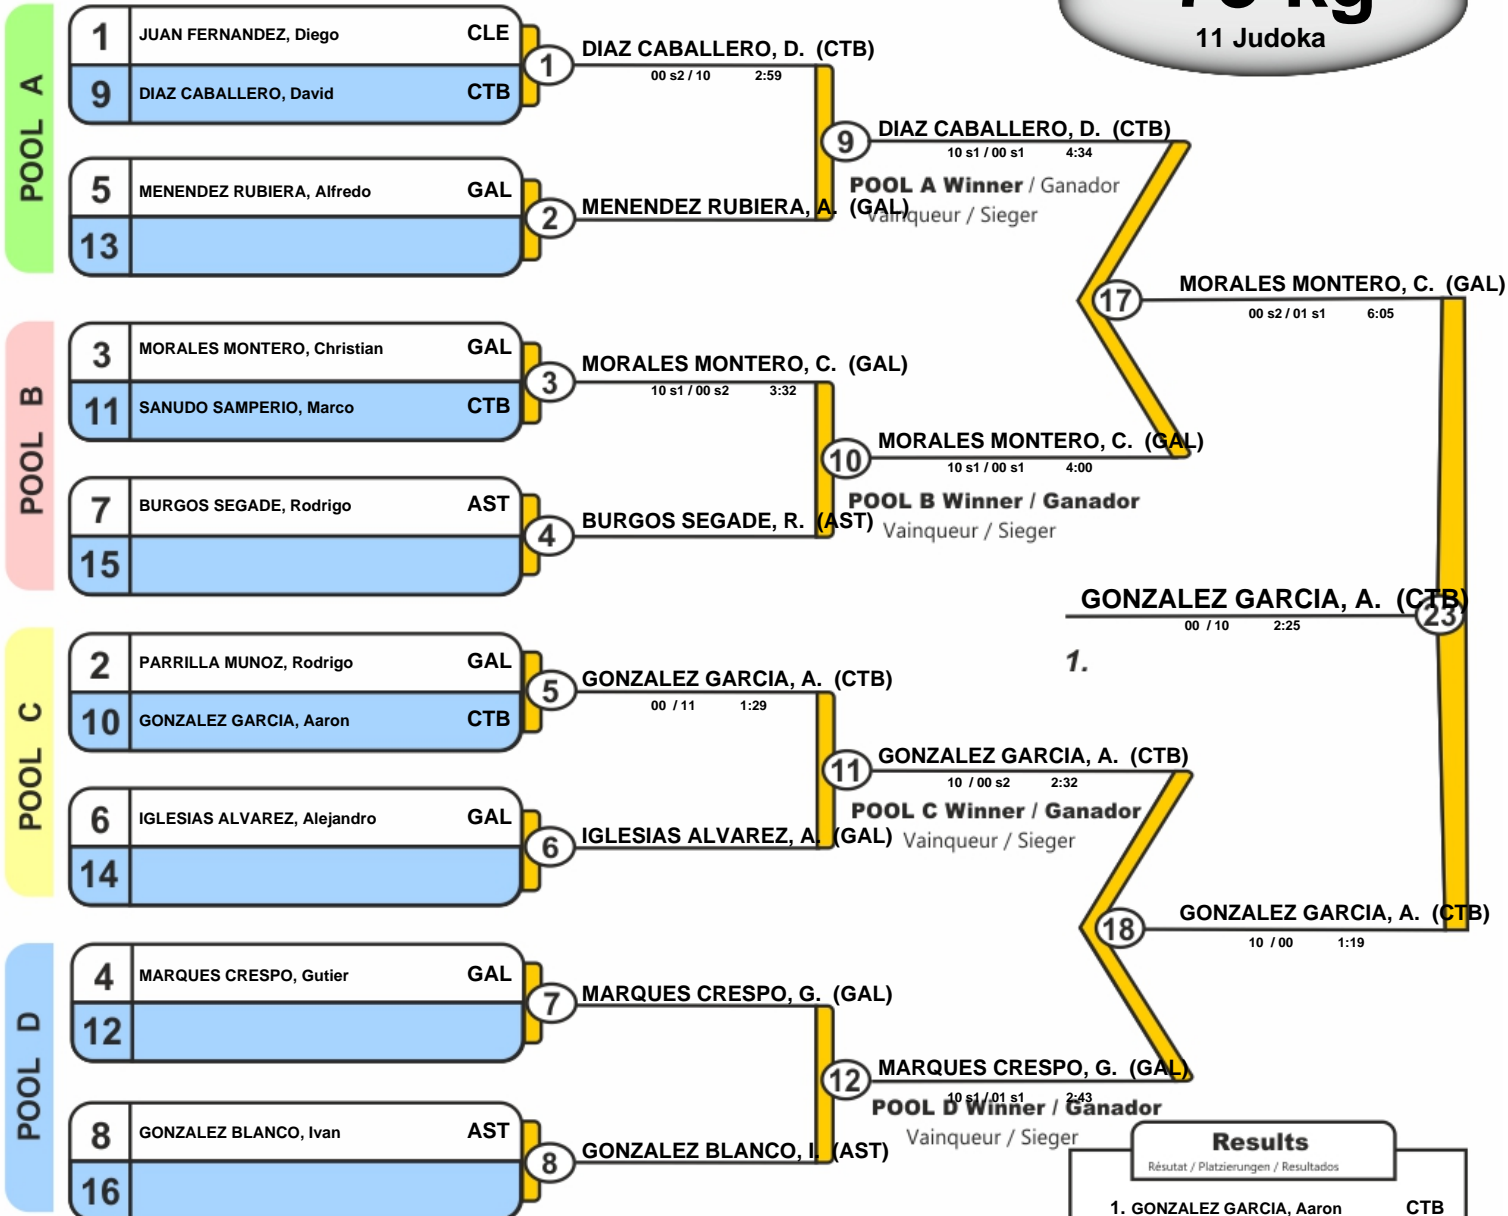 11 Judoka
POOL A
1 JUAN FERNANDEZ, Diego CLE
9 DIAZ CABALLERO, David CTB
1
DIAZ CABALLERO, D. (CTB)
00 s2 / 10 2:59
5 MENENDEZ RUBIERA, Alfredo GAL
13
2
MENENDEZ RUBIERA, A. (GAL)
9
DIAZ CABALLERO, D. (CTB)
10 s1 / 00 s1 4:34
POOL A Winner / Ganador
Vainqueur / Sieger
POOL B
3 MORALES MONTERO, Christian GAL
11 SANUDO SAMPERIO, Marco CTB
3
MORALES MONTERO, C. (GAL)
10 s1 / 00 s2 3:32
7 BURGOS SEGADE, Rodrigo AST
15
4
BURGOS SEGADE, R. (AST)
10
MORALES MONTERO, C. (GAL)
10 s1 / 00 s1 4:00
POOL B Winner / Ganador
Vainqueur / Sieger
17
MORALES MONTERO, C. (GAL)
00 s2 / 01 s1 6:05
GONZALEZ GARCIA, A. (CTB)
23
00 / 10 2:25
1.
POOL C
2 PARRILLA MUNOZ, Rodrigo GAL
10 GONZALEZ GARCIA, Aaron CTB
5
GONZALEZ GARCIA, A. (CTB)
00 / 11 1:29
6 IGLESIAS ALVAREZ, Alejandro GAL
14
6
IGLESIAS ALVAREZ, A. (GAL)
11
GONZALEZ GARCIA, A. (CTB)
10 / 00 s2 2:32
POOL C Winner / Ganador
Vainqueur / Sieger
POOL D
4 MARQUES CRESPO, Gutier GAL
12
7
MARQUES CRESPO, G. (GAL)
8 GONZALEZ BLANCO, Ivan AST
16
8
GONZALEZ BLANCO, I. (AST)
12
MARQUES CRESPO, G. (GAL)
10 s1 / 01 s1 2:43
POOL D Winner / Ganador
Vainqueur / Sieger
18
GONZALEZ GARCIA, A. (CTB)
10 / 00 1:19
Results
Résutat / Platzierungen / Resultados
1. GONZALEZ GARCIA, Aaron CTB